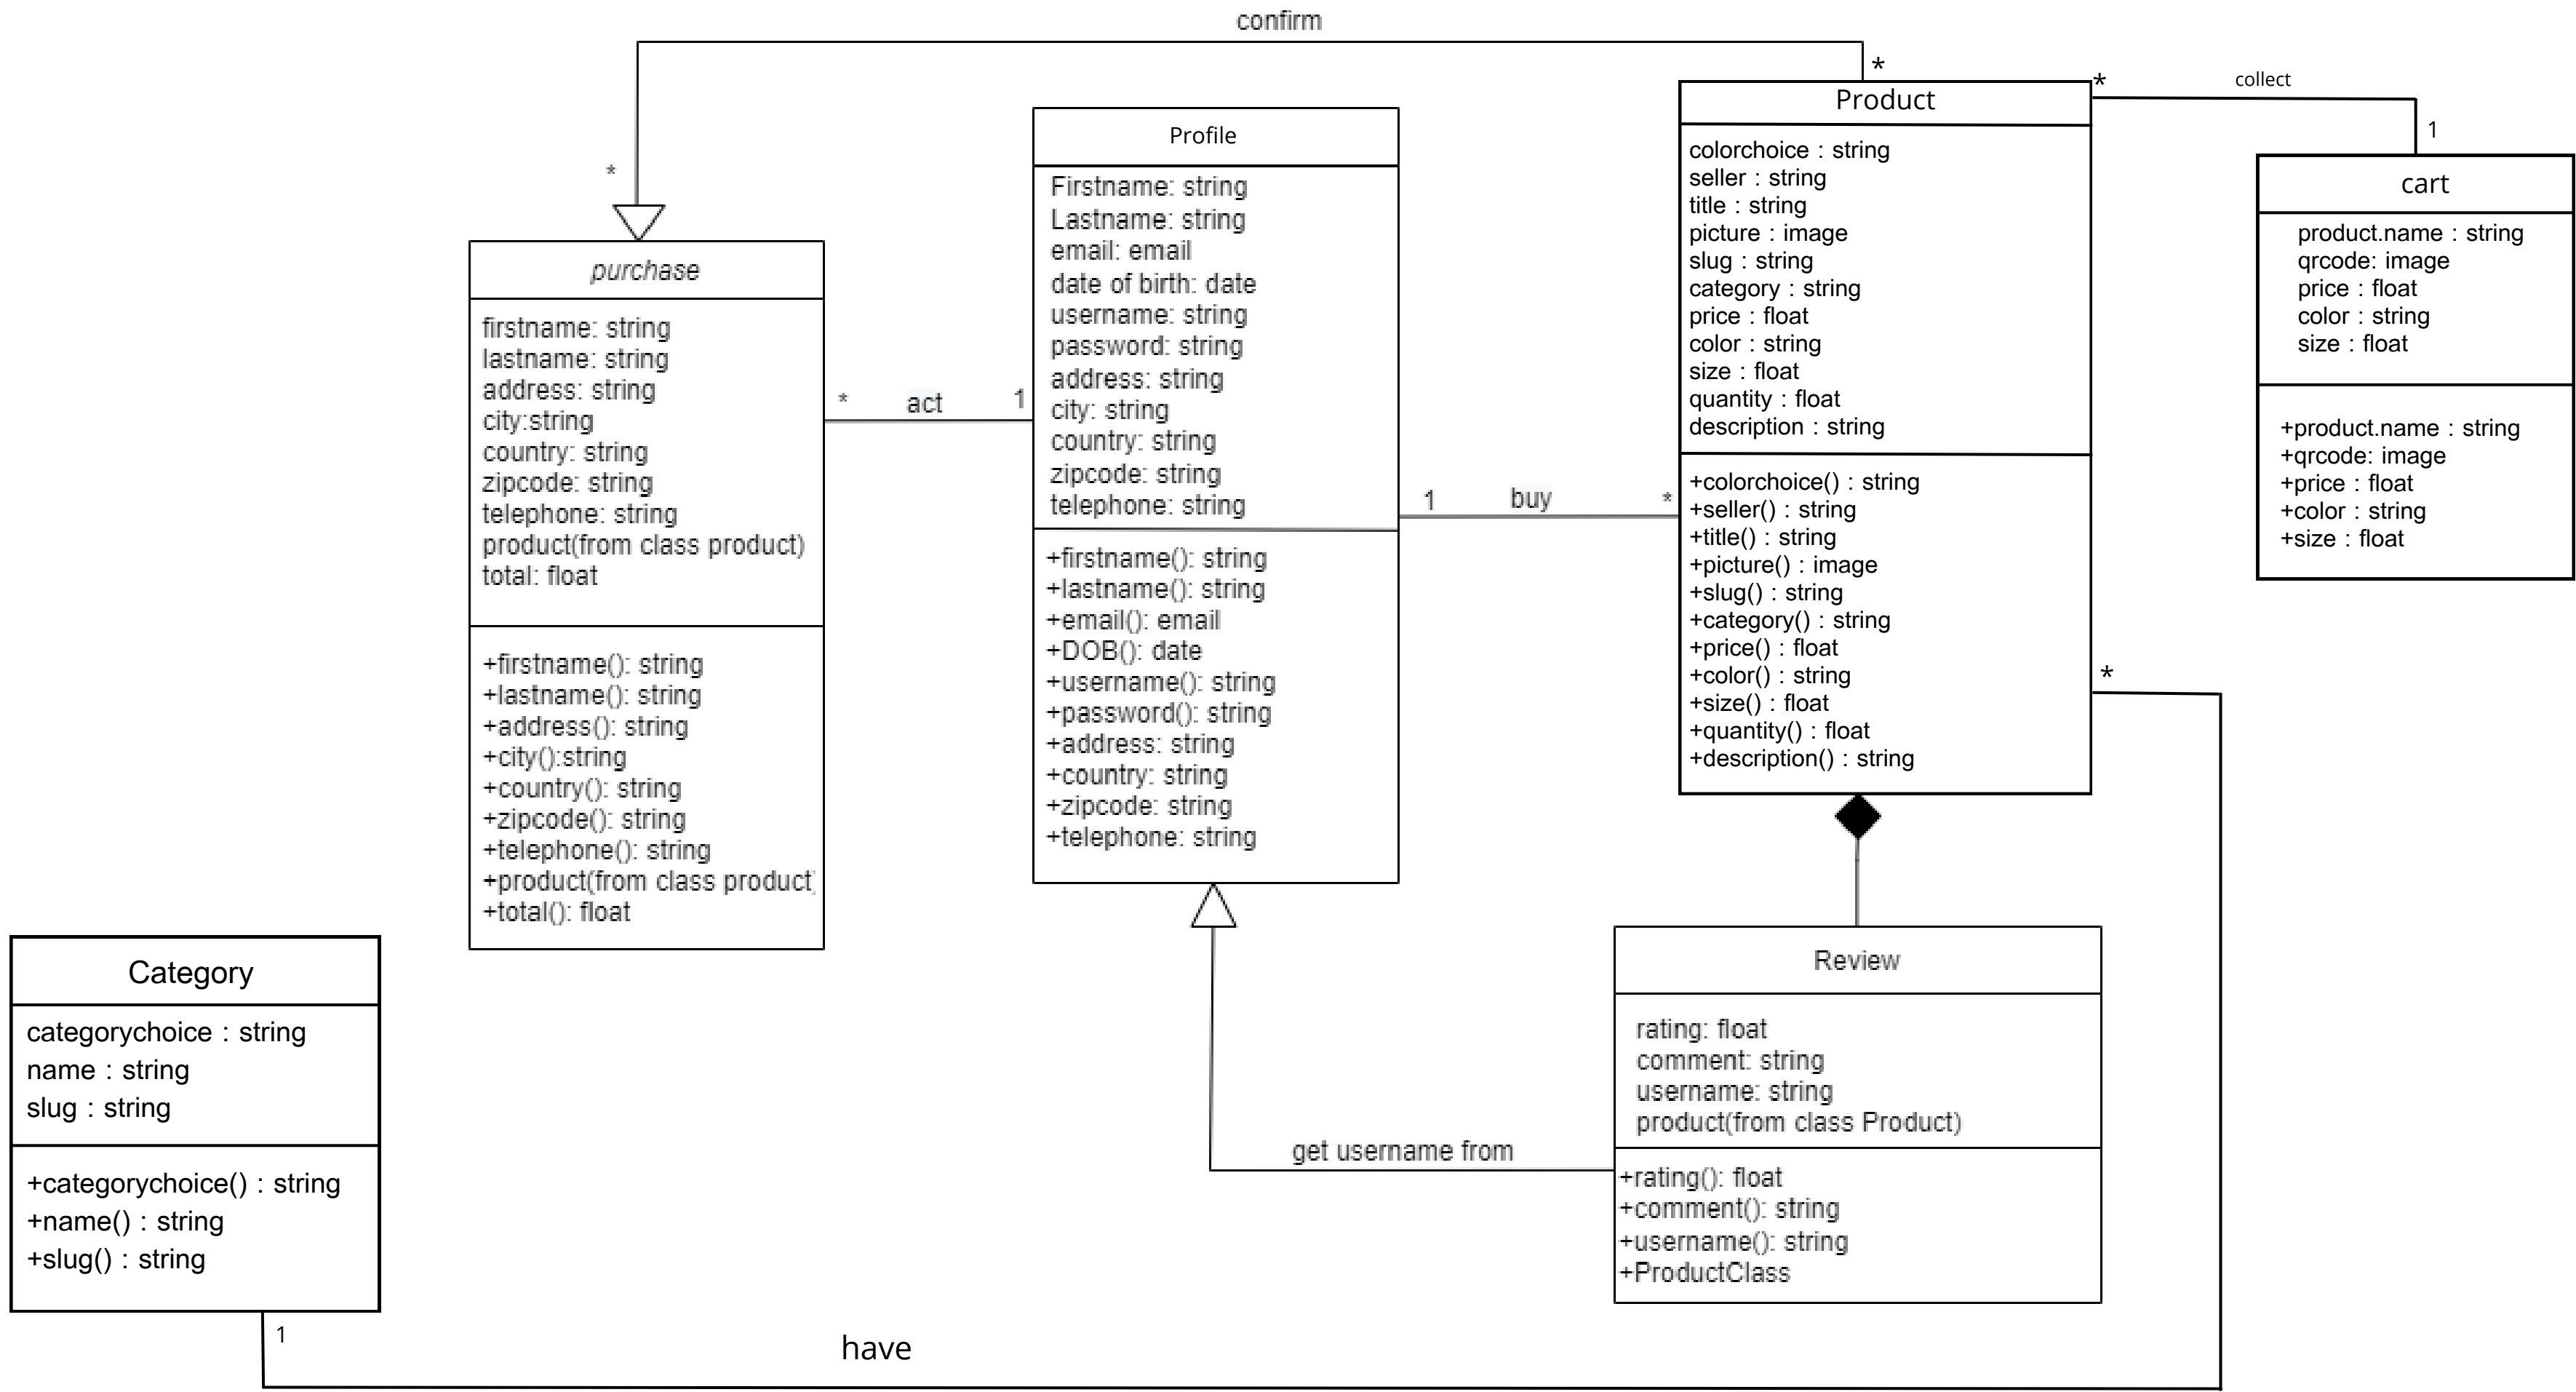 confirm
*
*
purchase
firstname: string
lastname: string
address: string
city:string
country: string
zipcode: string
telephone: string
product(from class product)
total: float
+firstname(): string
+lastname(): string
+address(): string
+city():string
+country(): string
+zipcode(): string
+telephone(): string
+product(from class product)
+total(): float
* act 1
Profile
Firstname: string
Lastname: string
email: email
date of birth: date
username: string
password: string
address: string
city: string
country: string
zipcode: string
telephone: string
+firstname(): string
+lastname(): string
+email(): email
+DOB(): date
+username(): string
+password(): string
+address: string
+country: string
+zipcode: string
+telephone: string
1 buy *
Product
colorchoice : string
seller : string
title : string
picture : image
slug : string
category : string
price : float
color : string
size : float
quantity : float
description : string
+colorchoice() : string
+seller() : string
+title() : string
+picture() : image
+slug() : string
+category() : string
+price() : float
+color() : string
+size() : float
+quantity() : float
+description() : string
* collect
1
cart
product.name : string
qrcode: image
price : float
color : string
size : float
+product.name : string
+qrcode: image
+price : float
+color : string
+size : float
*
Category
categorychoice : string
name : string
slug : string
+categorychoice() : string
+name() : string
+slug() : string
1
have
get username from
Review
rating: float
comment: string
username: string
product(from class Product)
+rating(): float
+comment(): string
+username(): string
+ProductClass